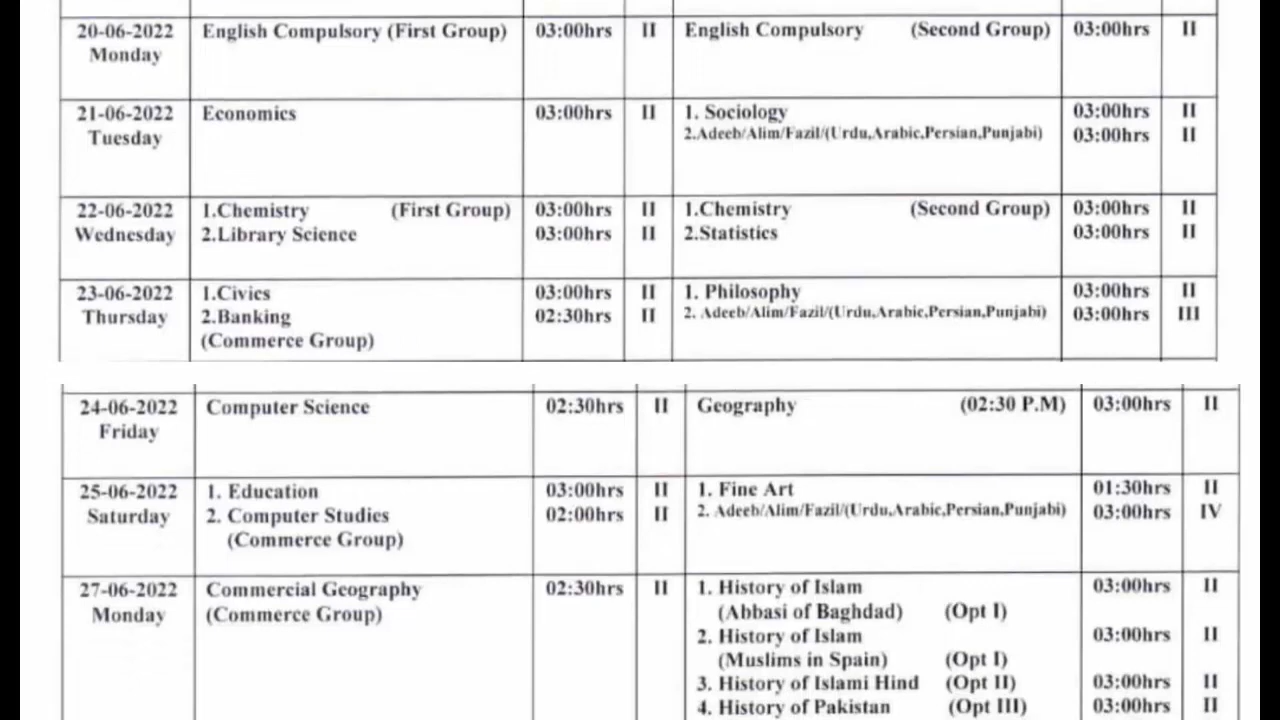 20-06-2022 English Compulsory (First Group) 03:00hrs II English Compulsory (Second Group) 03:00hrs II
Monday
21-06-2022 Economics 03:00hrs II 1. Sociology 03:00hrs II
Tuesday 2.Adeeb/Alim/Fazil/(Urdu,Arabic,Persian,Punjabi) 03:00hrs II
22-06-2022 1.Chemistry (First Group) 03:00hrs II 1.Chemistry (Second Group) 03:00hrs II
Wednesday 2.Library Science 03:00hrs II 2.Statistics 03:00hrs II
23-06-2022 1.Civics 03:00hrs II 1. Philosophy 03:00hrs II
Thursday 2.Banking 02:30hrs II 2. Adeeb/Alim/Fazil/(Urdu,Arabic,Persian,Punjabi) 03:00hrs III
(Commerce Group)
24-06-2022 Computer Science 02:30hrs II Geography (02:30 P.M) 03:00hrs II
Friday
25-06-2022 1. Education 03:00hrs II 1. Fine Art 01:30hrs II
Saturday 2. Computer Studies 02:00hrs II 2. Adeeb/Alim/Fazil/(Urdu,Arabic,Persian,Punjabi) 03:00hrs IV
(Commerce Group)
27-06-2022 Commercial Geography 02:30hrs II 1. History of Islam 03:00hrs II
Monday (Commerce Group) (Abbasi of Baghdad) (Opt I)
2. History of Islam 03:00hrs II
(Muslims in Spain) (Opt I)
3. History of Islami Hind (Opt II) 03:00hrs II
4. History of Pakistan (Opt III) 03:00hrs II